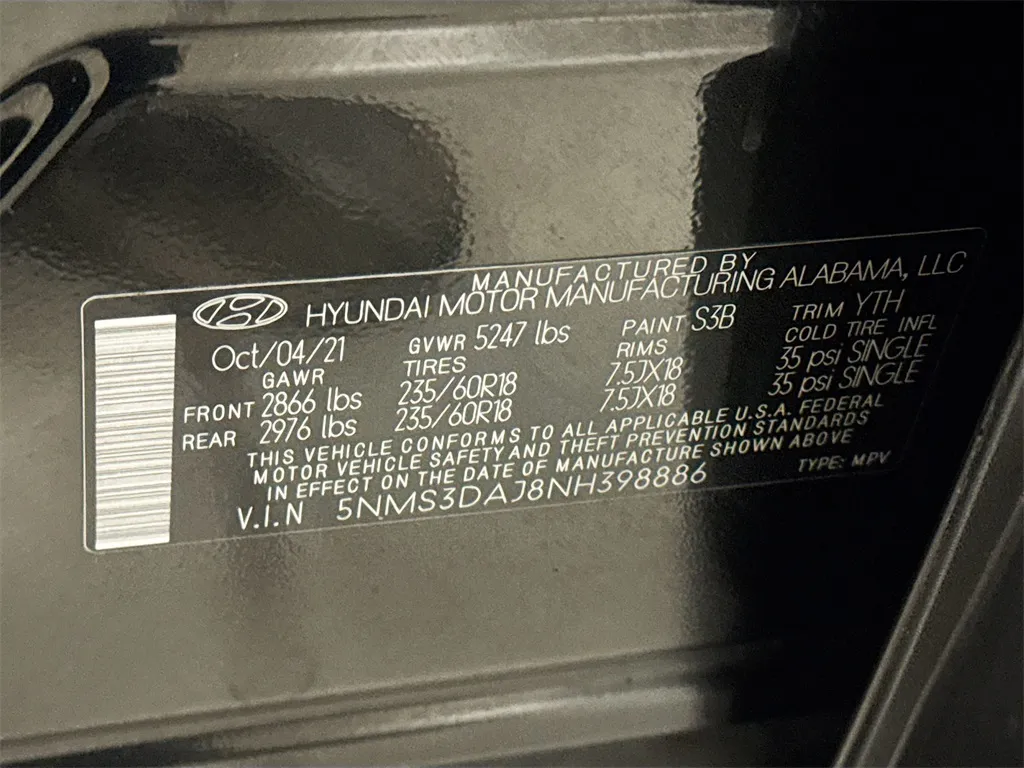 MANUFACTURED BY
HYUNDAI MOTOR MANUFACTURING ALABAMA, LLC
Oct/04/21 GVWR 5247 lbs PAINT S3B TRIM YTH
GAWR TIRES RIMS COLD TIRE INFL
FRONT 2866 lbs 235/60R18 7.5JX18 35 psi SINGLE
REAR 2976 lbs 235/60R18 7.5JX18 35 psi SINGLE
THIS VEHICLE CONFORMS TO ALL APPLICABLE U.S.A. FEDERAL
MOTOR VEHICLE SAFETY AND THEFT PREVENTION STANDARDS
IN EFFECT ON THE DATE OF MANUFACTURE SHOWN ABOVE
V.I.N 5NMS3DAJ8NH398886 TYPE: MPV